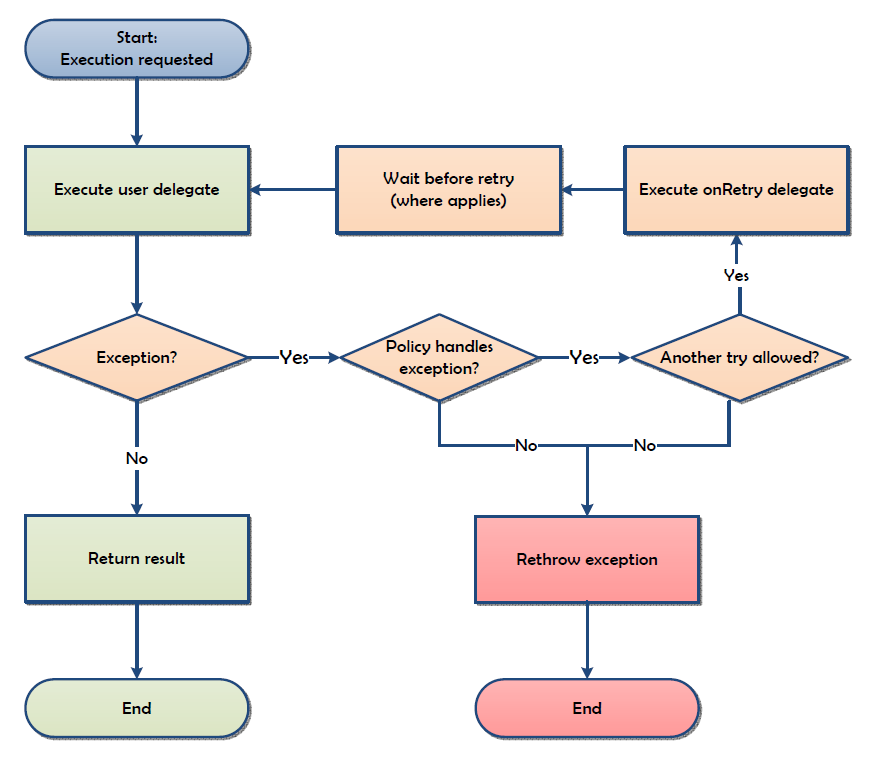 Start:
Execution requested
Execute user delegate
Wait before retry
(where applies)
Execute onRetry delegate
Yes
Exception?
Yes
Policy handles
exception?
Yes
Another try allowed?
No
No
No
Return result
Rethrow exception
End
End